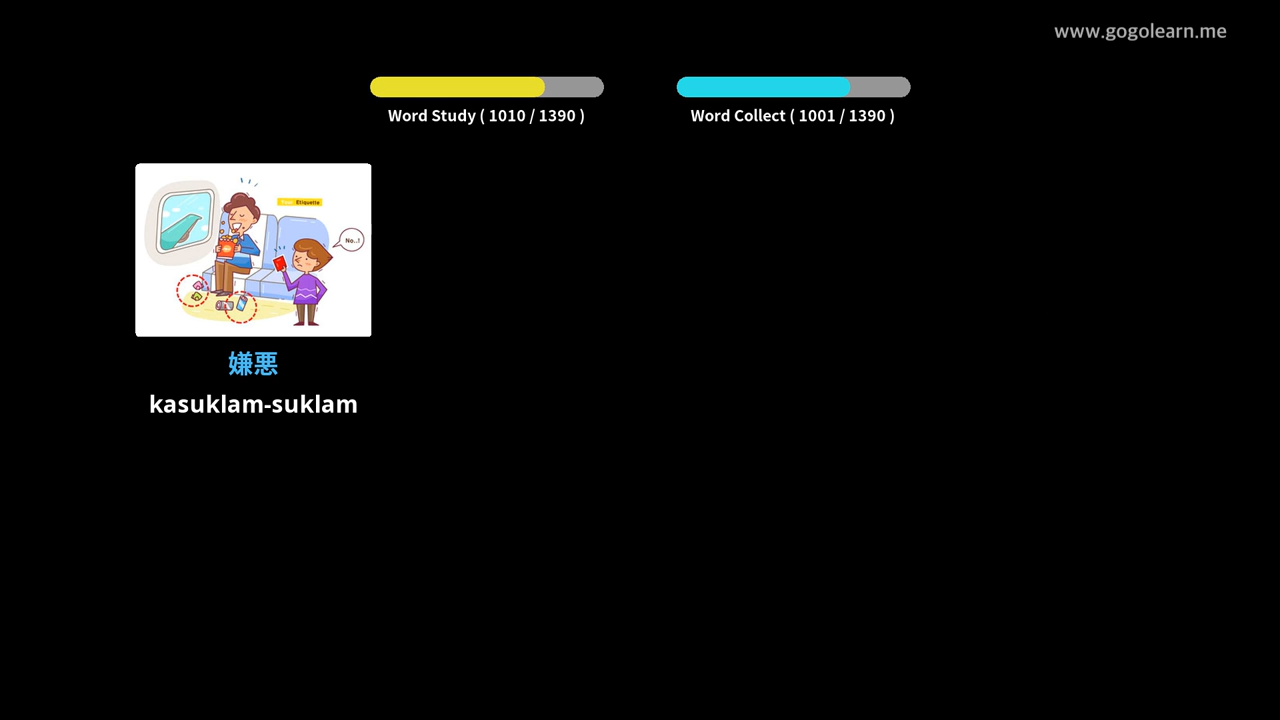 www.gogolearn.me
Word Study ( 1010 / 1390 )
Word Collect ( 1001 / 1390 )
Etiquette
No..!
嫌悪
kasuklam-suklam